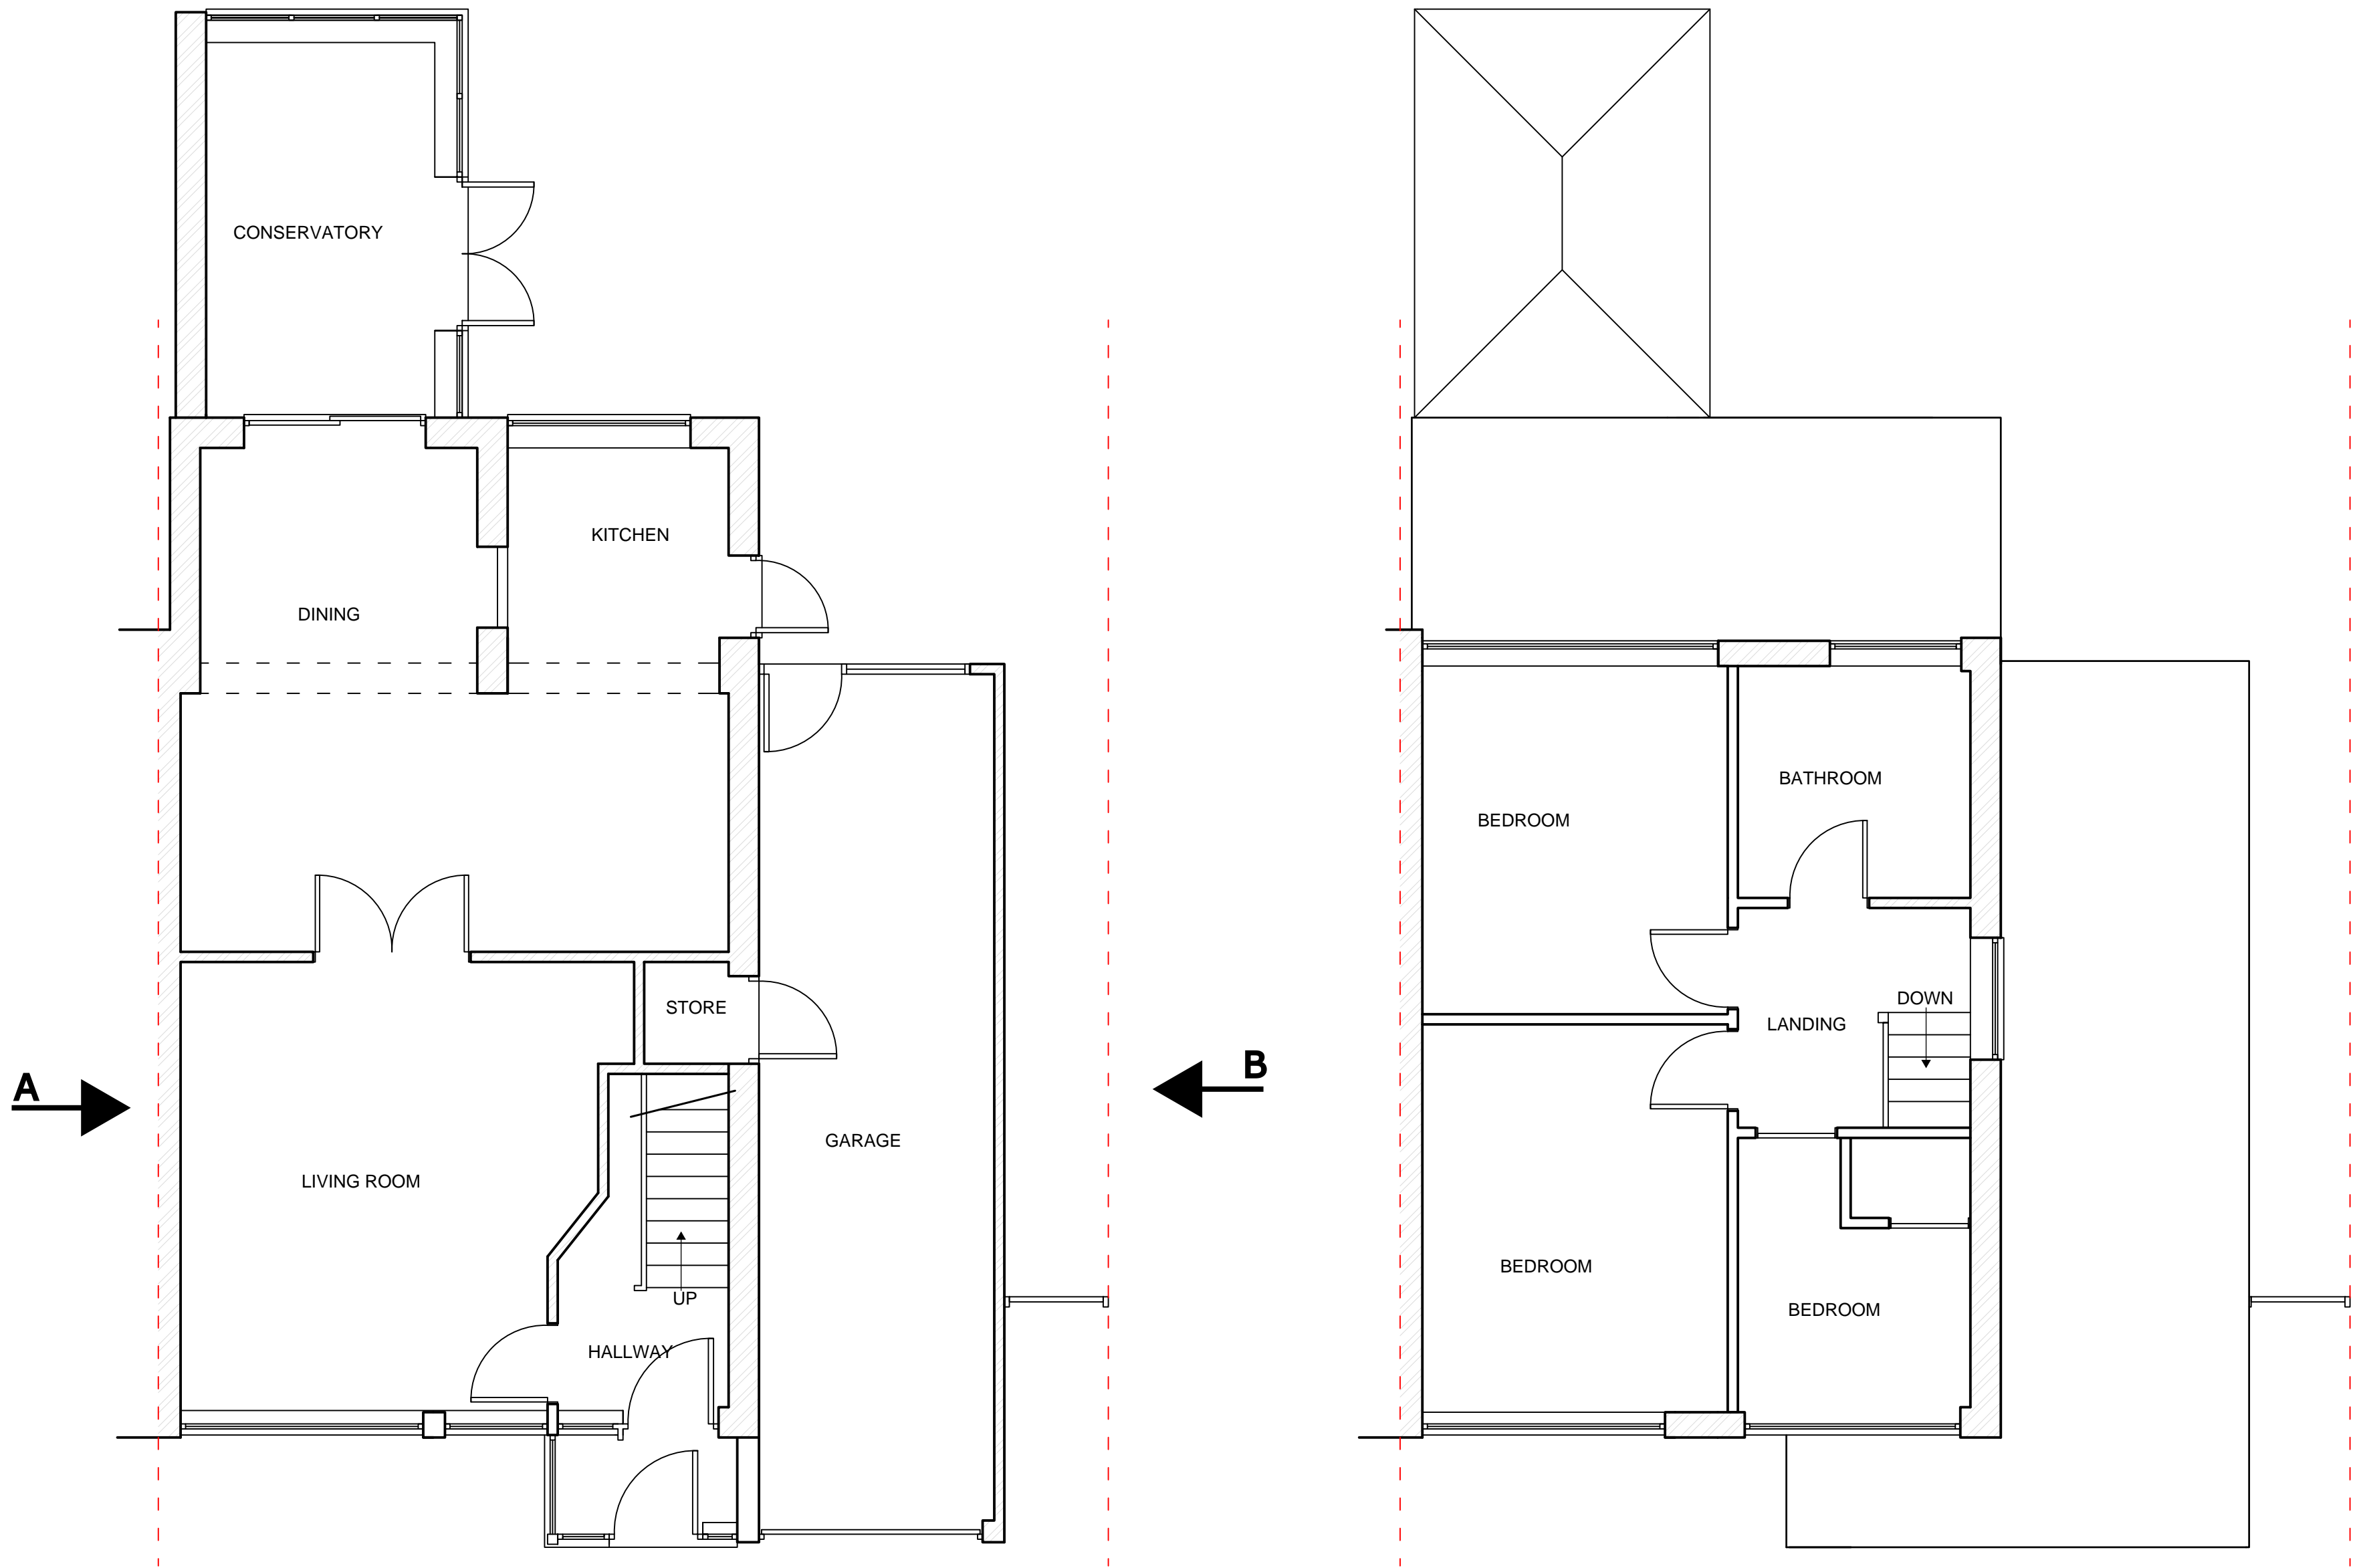 CONSERVATORY
KITCHEN
DINING
STORE
A
LIVING ROOM
GARAGE
UP
HALLWAY
B
BATHROOM
BEDROOM
DOWN
LANDING
BEDROOM
BEDROOM